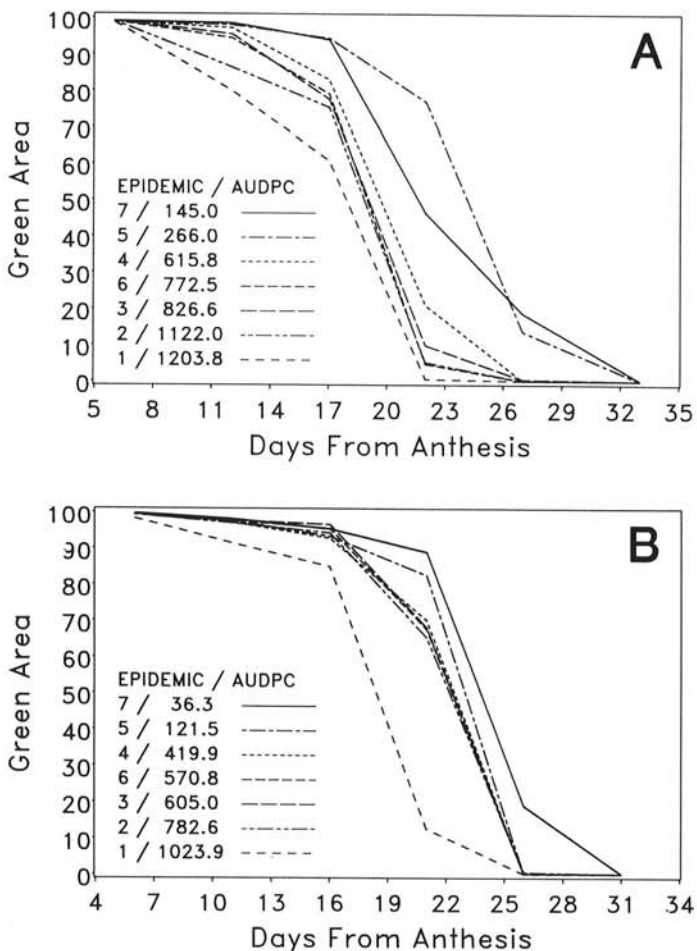 A
100
90
80
70
60
50
40
30
20
10
0
Green Area
EPIDEMIC / AUDPC
7 / 145.0
5 / 266.0
4 / 615.8
6 / 772.5
3 / 826.6
2 / 1122.0
1 / 1203.8
5 8 11 14 17 20 23 26 29 32 35
Days From Anthesis
B
100
90
80
70
60
50
40
30
20
10
0
Green Area
EPIDEMIC / AUDPC
7 / 36.3
5 / 121.5
4 / 419.9
6 / 570.8
3 / 605.0
2 / 782.6
1 / 1023.9
4 7 10 13 16 19 22 25 28 31 34
Days From Anthesis